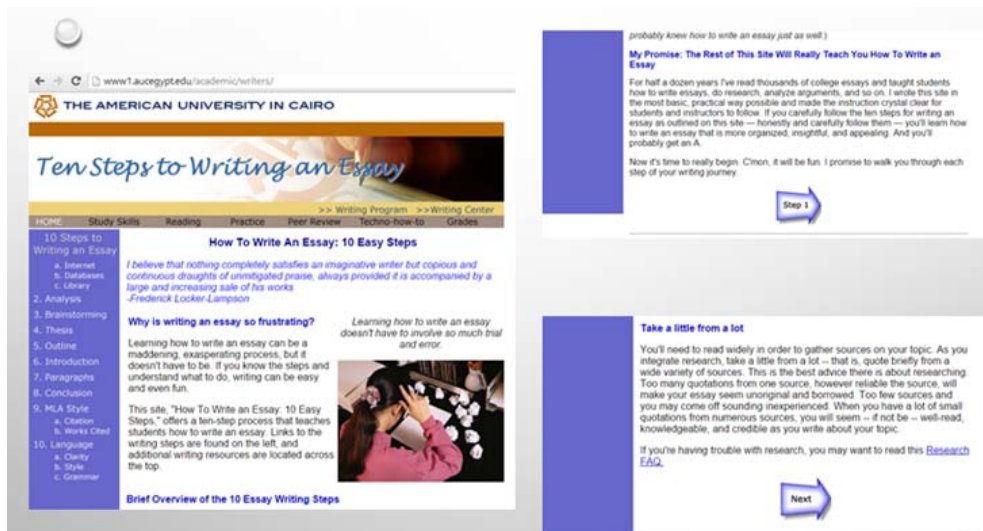 www1.aucegypt.edu/academic/writers/
THE AMERICAN UNIVERSITY IN CAIRO
Ten Steps to Writing an Essay
>> Writing Program >>Writing Center
HOME Study Skills Reading Practice Peer Review Techno-how-to Grades
10 Steps to
Writing an Essay
a. Internet
b. Databases
c. Library
2. Analysis
3. Brainstorming
4. Thesis
5. Outline
6. Introduction
7. Paragraphs
8. Conclusion
9. MLA Style
a. Citation
b. Works Cited
10. Language
a. Clarity
b. Style
c. Grammar
How To Write An Essay: 10 Easy Steps
I believe that nothing completely satisfies an imaginative writer but copious and
continuous draughts of unmitigated praise, always provided it is accompanied by a
large and increasing sale of his works
-Frederick Locker-Lampson
Why is writing an essay so frustrating?
Learning how to write an essay can be a
maddening, exasperating process, but it
doesn't have to be. If you know the steps and
understand what to do, writing can be easy
and even fun.
This site, "How To Write an Essay: 10 Easy
Steps," offers a ten-step process that teaches
students how to write an essay. Links to the
writing steps are found on the left, and
additional writing resources are located across
the top.
Learning how to write an essay
doesn't have to involve so much trial
and error.
Brief Overview of the 10 Essay Writing Steps
probably knew how to write an essay just as well.)
My Promise: The Rest of This Site Will Really Teach You How To Write an
Essay
For half a dozen years I've read thousands of college essays and taught students
how to write essays, do research, analyze arguments, and so on. I wrote this site in
the most basic, practical way possible and made the instruction crystal clear for
students and instructors to follow. If you carefully follow the ten steps for writing an
essay as outlined on this site — honestly and carefully follow them — you'll learn how
to write an essay that is more organized, insightful, and appealing. And you'll
probably get an A.
Now it's time to really begin. C'mon, it will be fun. I promise to walk you through each
step of your writing journey.
Step 1
Take a little from a lot
You'll need to read widely in order to gather sources on your topic. As you
integrate research, take a little from a lot -- that is, quote briefly from a
wide variety of sources. This is the best advice there is about researching.
Too many quotations from one source, however reliable the source, will
make your essay seem unoriginal and borrowed. Too few sources and
you may come off sounding inexperienced. When you have a lot of small
quotations from numerous sources, you will seem -- if not be -- well-read,
knowledgeable, and credible as you write about your topic.
If you're having trouble with research, you may want to read this Research
FAQ.
Next